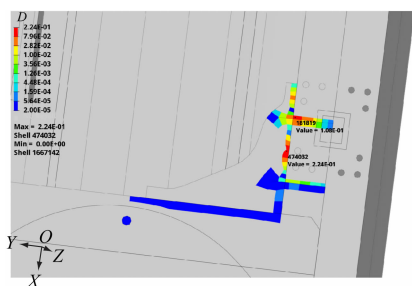 D
2.24E-01
7.96E-02
2.82E-02
1.00E-02
3.56E-03
1.26E-03
4.48E-04
1.59E-04
5.64E-05
2.00E-05
Max = 2.24E-01
Shell 474032
Min = 0.00E+00
Shell 1667142
181819
Value = 1.08E-01
474032
Value = 2.24E-01
Y O Z
X